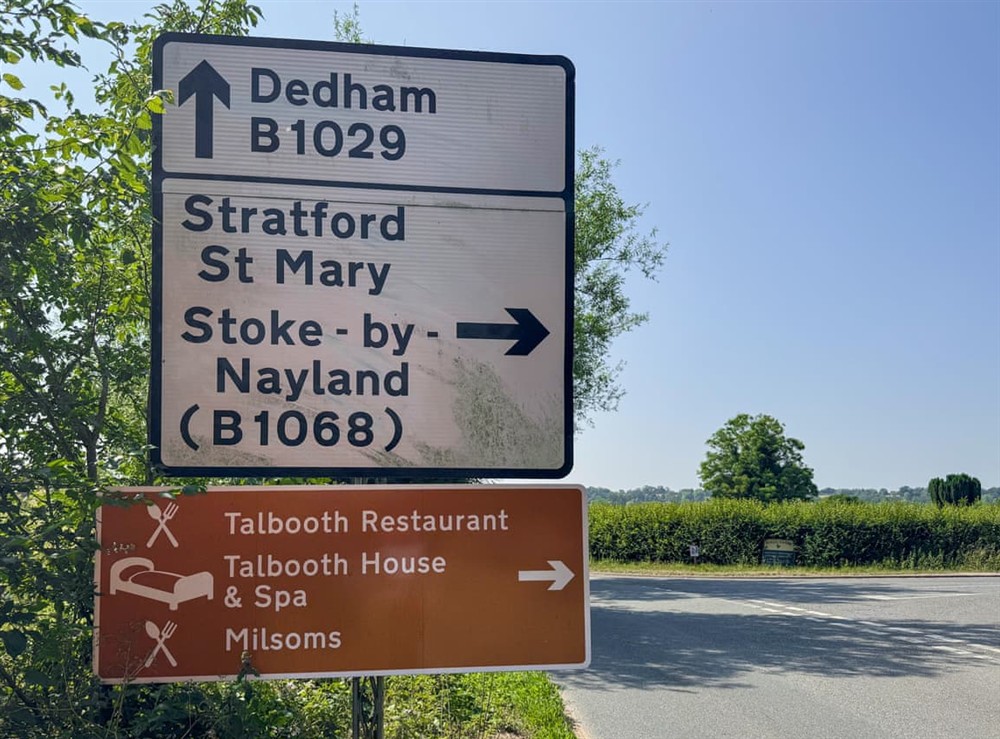 Dedham
B1029
Stratford
St Mary
Stoke - by -
Nayland
(B1068)
Talbooth Restaurant
Talbooth House
& Spa
Milsoms